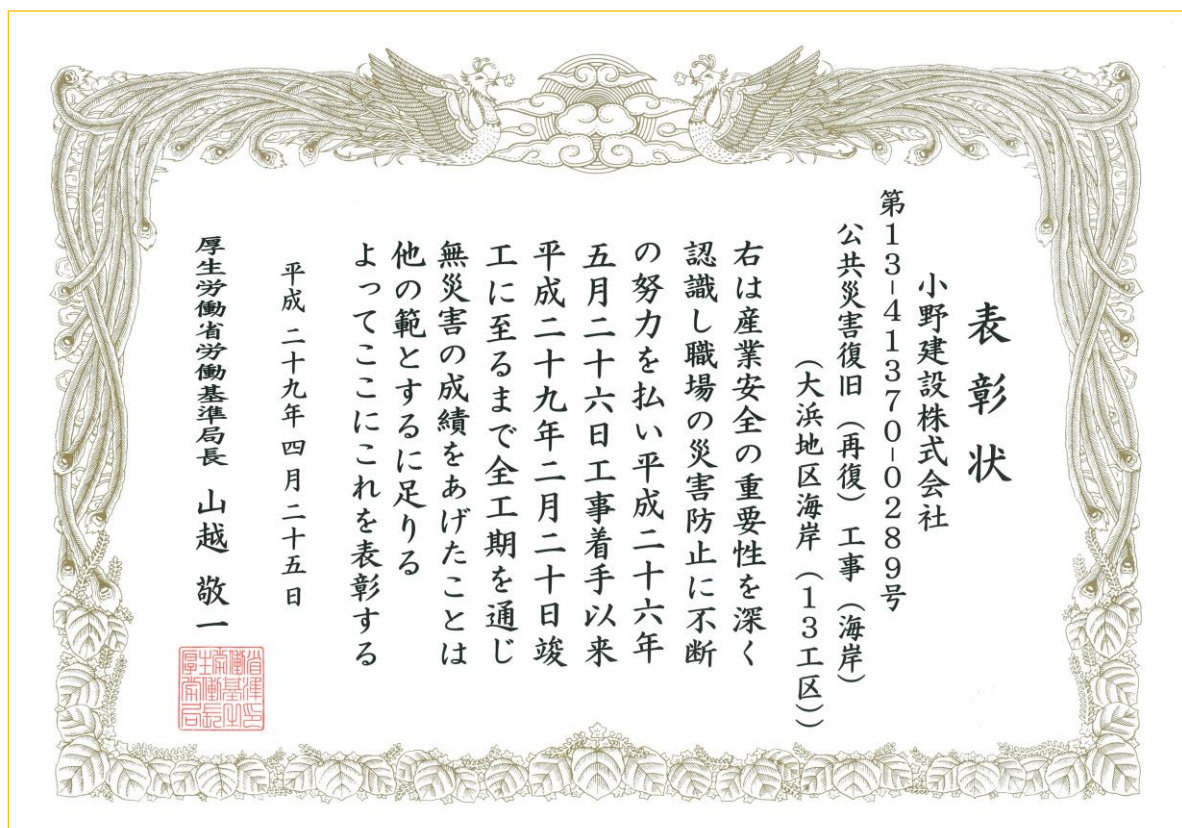 表彰状
小野建設株式会社
第13-41370-0289号
公共災害復旧（再復）工事（海岸）
（大浜地区海岸（13工区））
右は産業安全の重要性を深く
認識し職場の災害防止に不断
の努力を払い平成二十六年
五月二十六日工事着手以来
平成二十九年二月二十日竣
工に至るまで全工期を通じ
無災害の成績をあげたことは
他の範とするに足りる
よってここにこれを表彰する
平成二十九年四月二十五日
厚生労働省労働基準局長 山越敬一